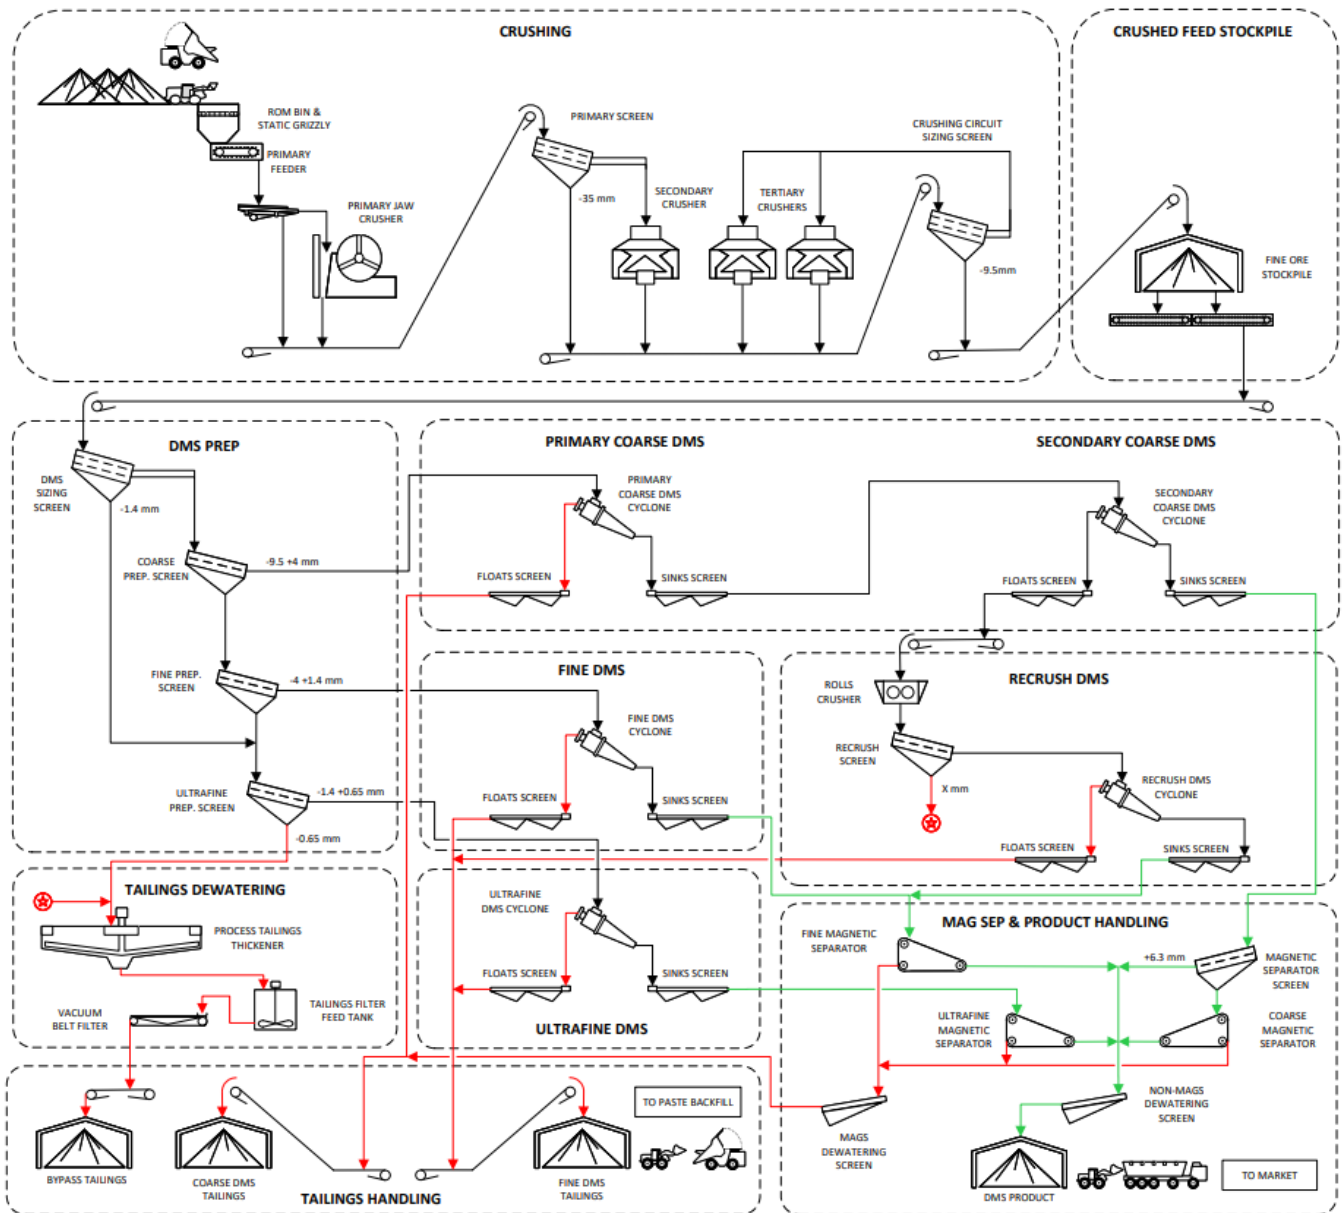 CRUSHING
CRUSHED FEED STOCKPILE
ROM BIN &
STATIC GRIZZLY
PRIMARY
FEEDER
PRIMARY JAW
CRUSHER
PRIMARY SCREEN
-35 mm
SECONDARY
CRUSHER
TERTIARY
CRUSHERS
CRUSHING CIRCUIT
SIZING SCREEN
-9.5mm
FINE ORE
STOCKPILE
DMS PREP
DMS
SIZING
SCREEN
-1.4 mm
COARSE
PREP. SCREEN
-9.5 +4 mm
FINE PREP.
SCREEN
-4 +1.4 mm
ULTRAFINE
PREP. SCREEN
-1.4 +0.65 mm
-0.65 mm
PRIMARY COARSE DMS
PRIMARY
COARSE DMS
CYCLONE
FLOATS SCREEN
SINKS SCREEN
SECONDARY COARSE DMS
SECONDARY
COARSE DMS
CYCLONE
FLOATS SCREEN
SINKS SCREEN
FINE DMS
FINE DMS
CYCLONE
FLOATS SCREEN
SINKS SCREEN
RECRUSH DMS
ROLLS
CRUSHER
RECRUSH
SCREEN
X mm
RECRUSH DMS
CYCLONE
FLOATS SCREEN
SINKS SCREEN
TAILINGS DEWATERING
PROCESS TAILINGS
THICKENER
TAILINGS FILTER
FEED TANK
VACUUM
BELT FILTER
ULTRAFINE
DMS CYCLONE
FLOATS SCREEN
SINKS SCREEN
ULTRAFINE DMS
MAG SEP & PRODUCT HANDLING
FINE MAGNETIC
SEPARATOR
+6.3 mm
MAGNETIC
SEPARATOR
SCREEN
ULTRAFINE
MAGNETIC
SEPARATOR
COARSE
MAGNETIC
SEPARATOR
NON-MAGS
DEWATERING
SCREEN
MAGS
DEWATERING
SCREEN
DMS PRODUCT
TO MARKET
TO PASTE BACKFILL
BYPASS TAILINGS
COARSE DMS
TAILINGS
FINE DMS
TAILINGS
TAILINGS HANDLING